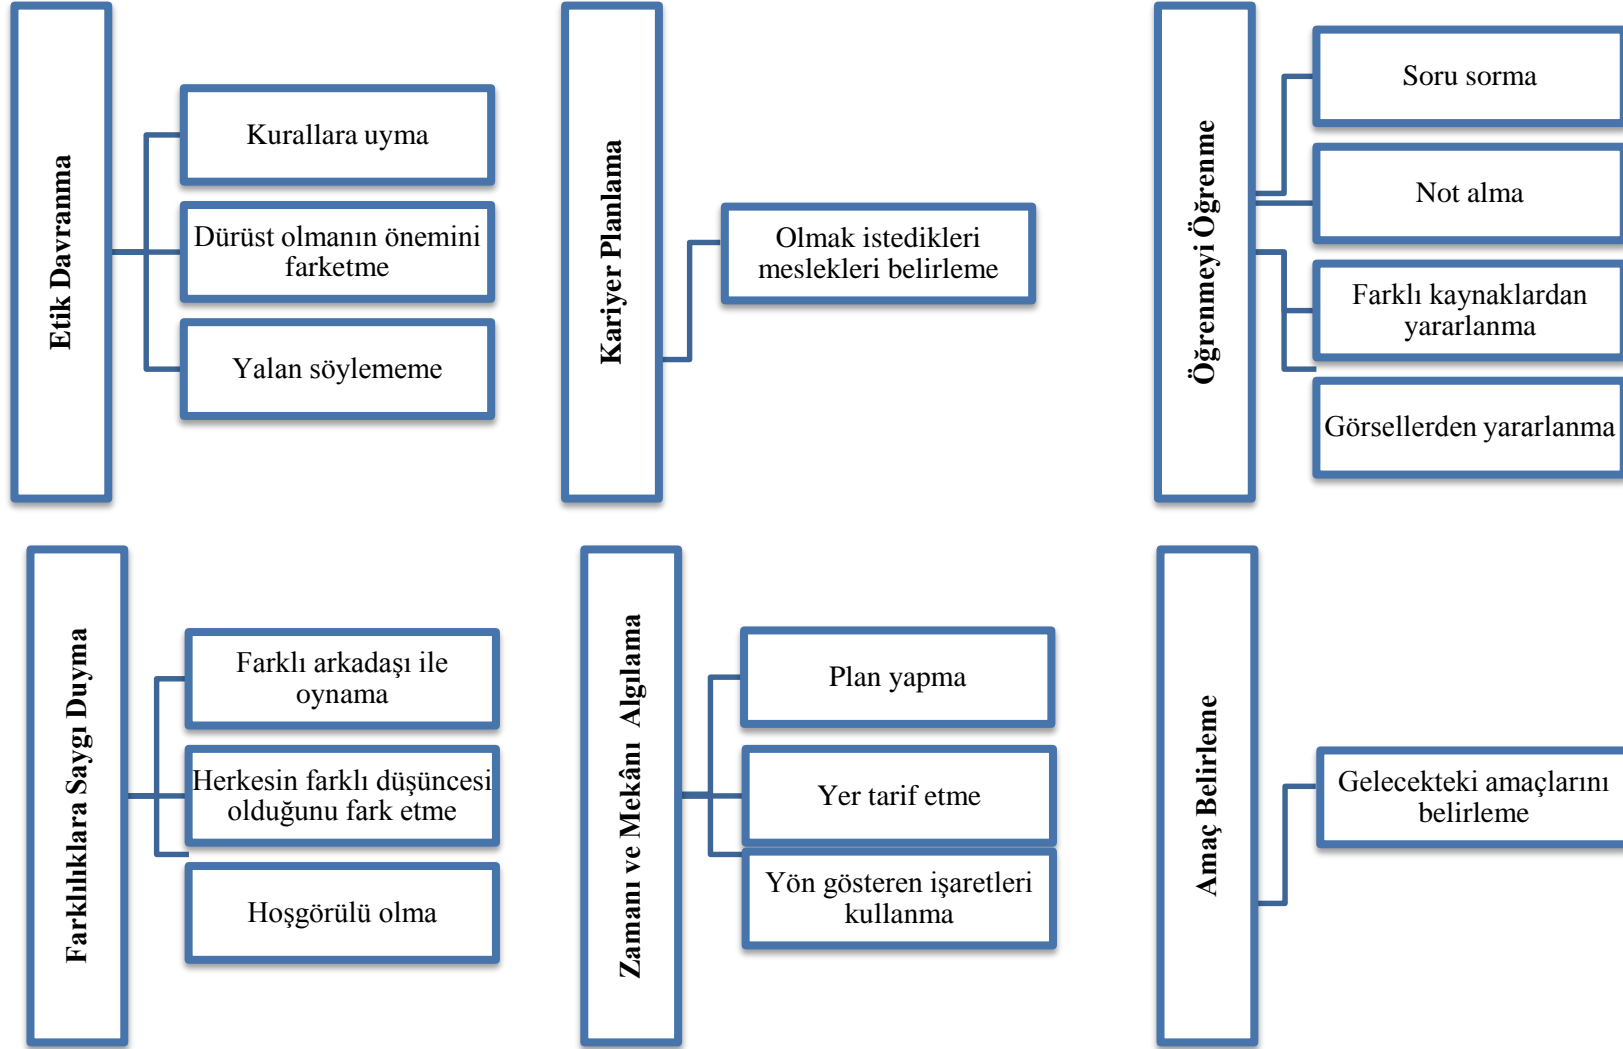 Etik Davranma
Kurallara uyma
Dürüst olmanın önemini
farketme
Yalan söylememe
Kariyer Planlama
Olmak istedikleri
meslekleri belirleme
Öğrenmeyi Öğrenme
Soru sorma
Not alma
Farklı kaynaklardan
yararlanma
Görsellerden yararlanma
Farklılıklara Saygı Duyma
Farklı arkadaşı ile
oynama
Herkesin farklı düşüncesi
olduğunu fark etme
Hoşgörülü olma
Zamanı ve Mekânı Algılama
Plan yapma
Yer tarif etme
Yön gösteren işaretleri
kullanma
Amaç Belirleme
Gelecekteki amaçlarını
belirleme